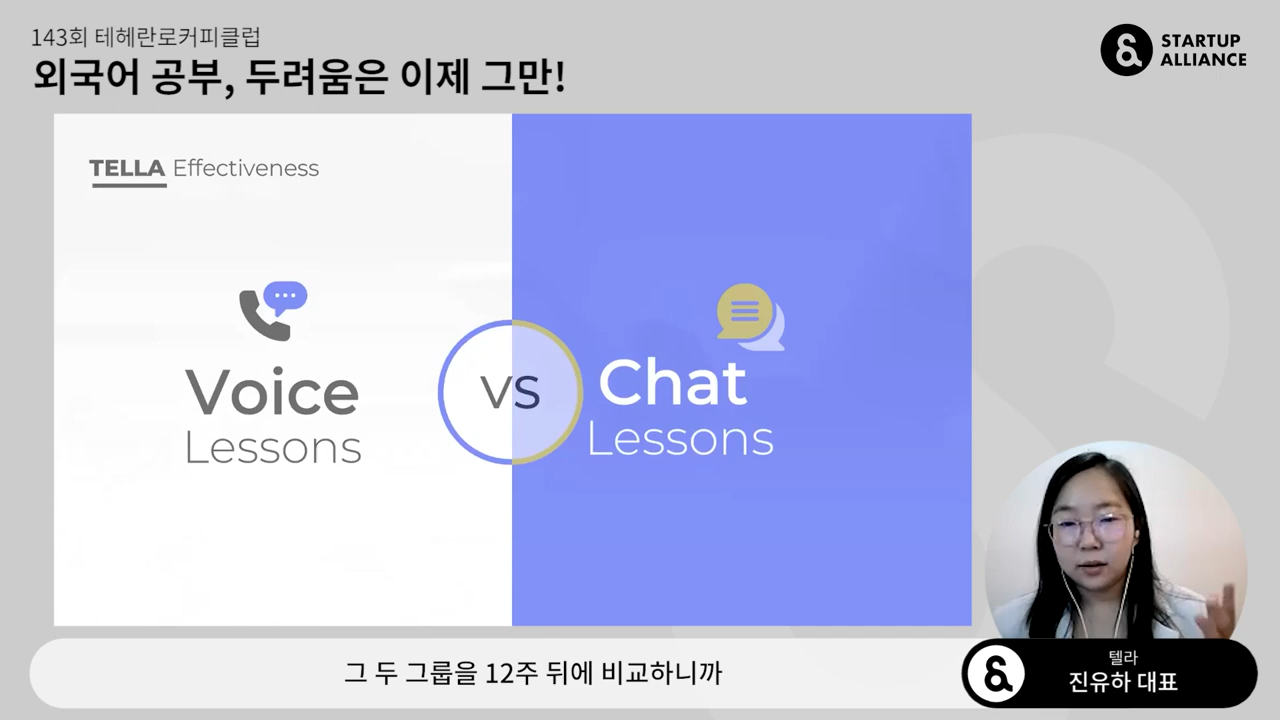 143회 테헤란로커피클럽
외국어 공부, 두려움은 이제 그만!
STARTUP
ALLIANCE
TELLA Effectiveness
Voice
Lessons
VS
Chat
Lessons
그 두 그룹을 12주 뒤에 비교하니까
텔라
진유하 대표